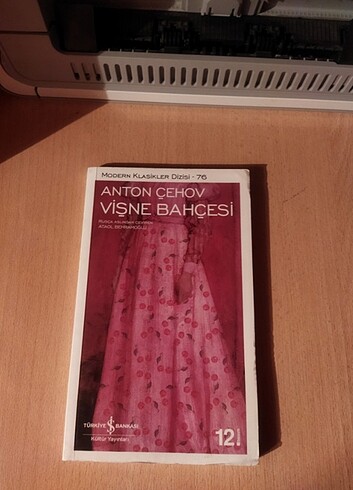 MODERN KLASİKLER DİZİSİ - 76
ANTON ÇEHOV
VİŞNE BAHÇESİ
RUSÇA ASLINDAN ÇEVİREN:
ATAOL BEHRAMOĞLU
TÜRKİYE İŞ BANKASI
Kültür Yayınları
12.